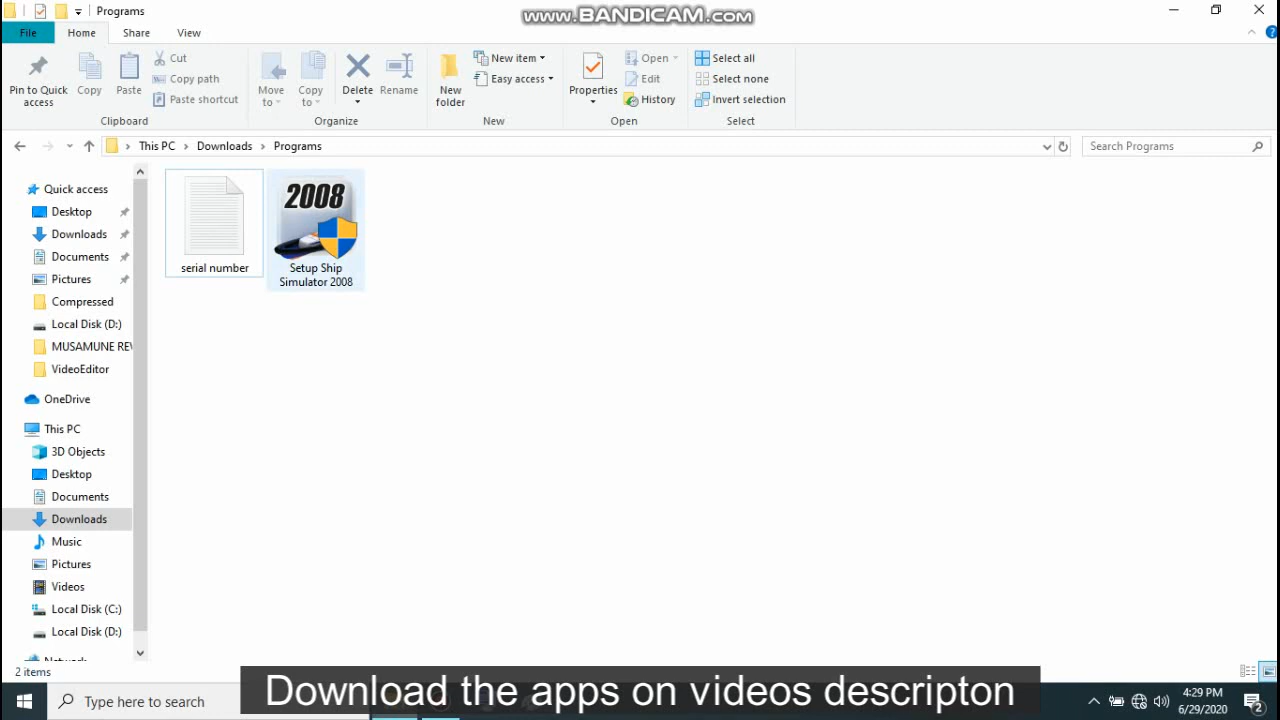 Programs
www.BANDICAM.com
File
Home
Share
View
Pin to Quick
access
Copy
Paste
Cut
Copy path
Paste shortcut
Clipboard
Move
to
Copy
to
Delete
Rename
Organize
New
folder
New item
Easy access
New
Properties
Open
Edit
History
Open
Select all
Select none
Invert selection
Select
This PC
Downloads
Programs
Search Programs
Quick access
Desktop
Downloads
Documents
Pictures
Compressed
Local Disk (D:)
MUSAMUNE REV
VideoEditor
OneDrive
This PC
3D Objects
Desktop
Documents
Downloads
Music
Pictures
Videos
Local Disk (C:)
Local Disk (D:)
serial number
2008
Setup Ship
Simulator 2008
2 items
Download the apps on videos descripton
Type here to search
4:29 PM
6/29/2020
2